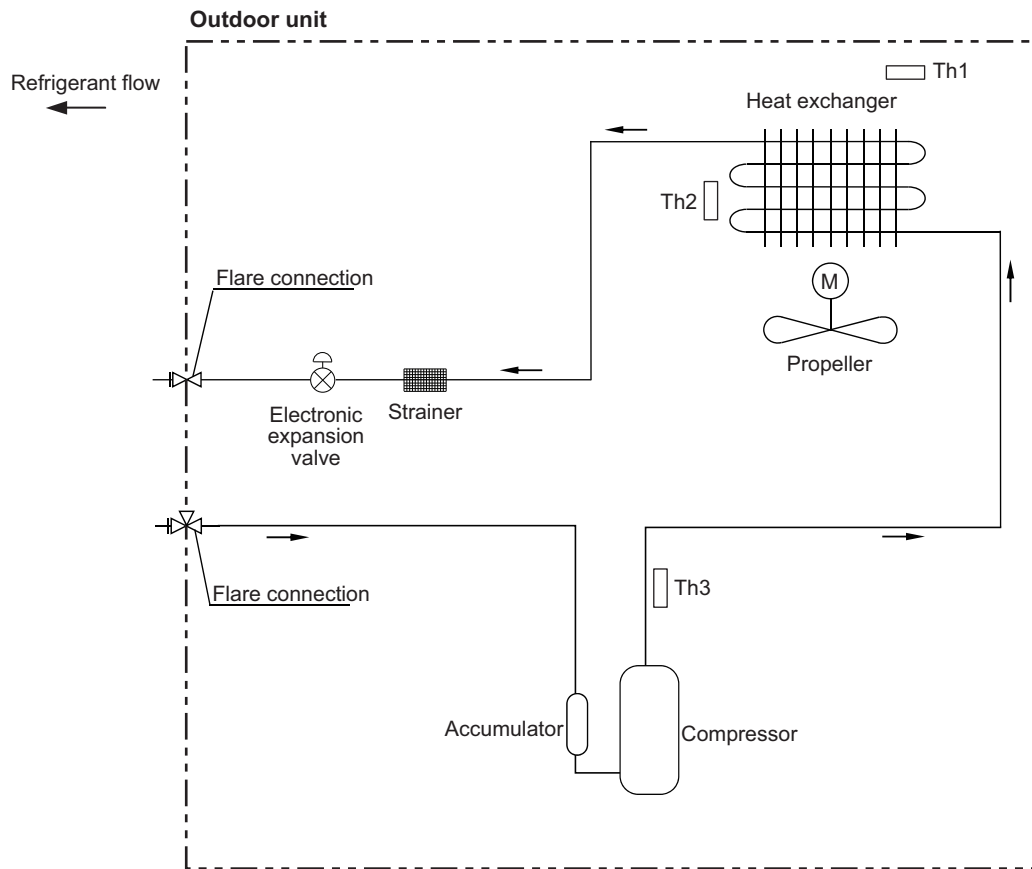 Outdoor unit
Refrigerant flow
Th1
Heat exchanger
Th2
Flare connection
M
Propeller
Electronic
expansion
valve
Strainer
Flare connection
Th3
Accumulator
Compressor